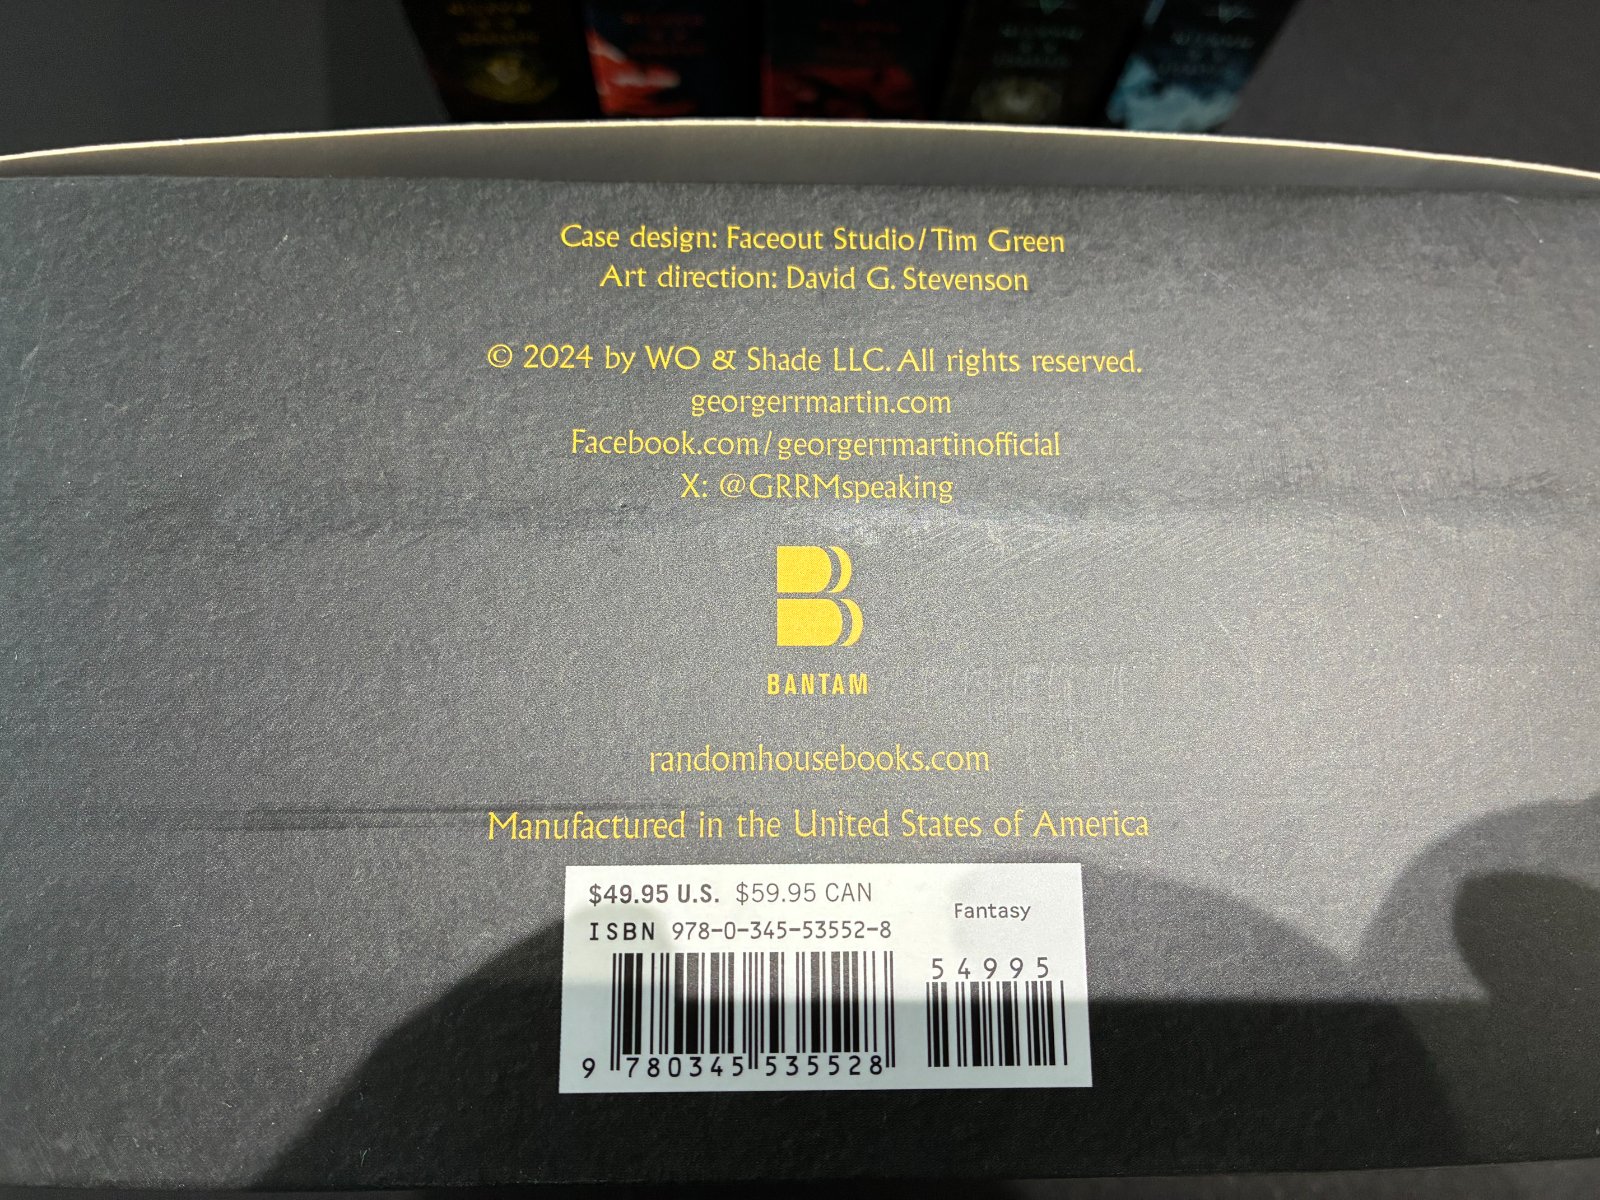 Case design: Faceout Studio/Tim Green
Art direction: David G. Stevenson
© 2024 by WO & Shade LLC. All rights reserved.
georgerrmartin.com
Facebook.com/georgerrmartinofficial
X: @GRRMspeaking
BANTAM
randomhousebooks.com
Manufactured in the United States of America
$49.95 U.S. $59.95 CAN
Fantasy
ISBN 978-0-345-53552-8
54995
9 780345 535528